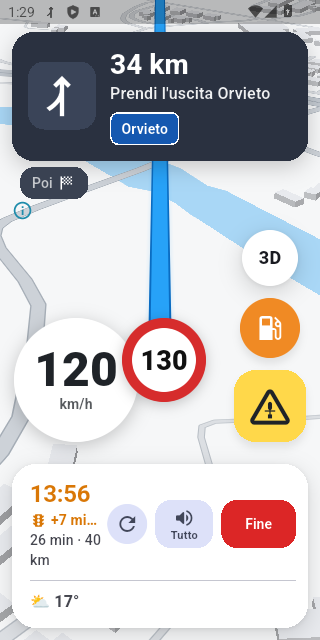 1:29
34 km
Prendi l'uscita Orvieto
Orvieto
Poi
3D
120
km/h
130
13:56
+7 mi...
26 min · 40
km
Tutto
Fine
17°